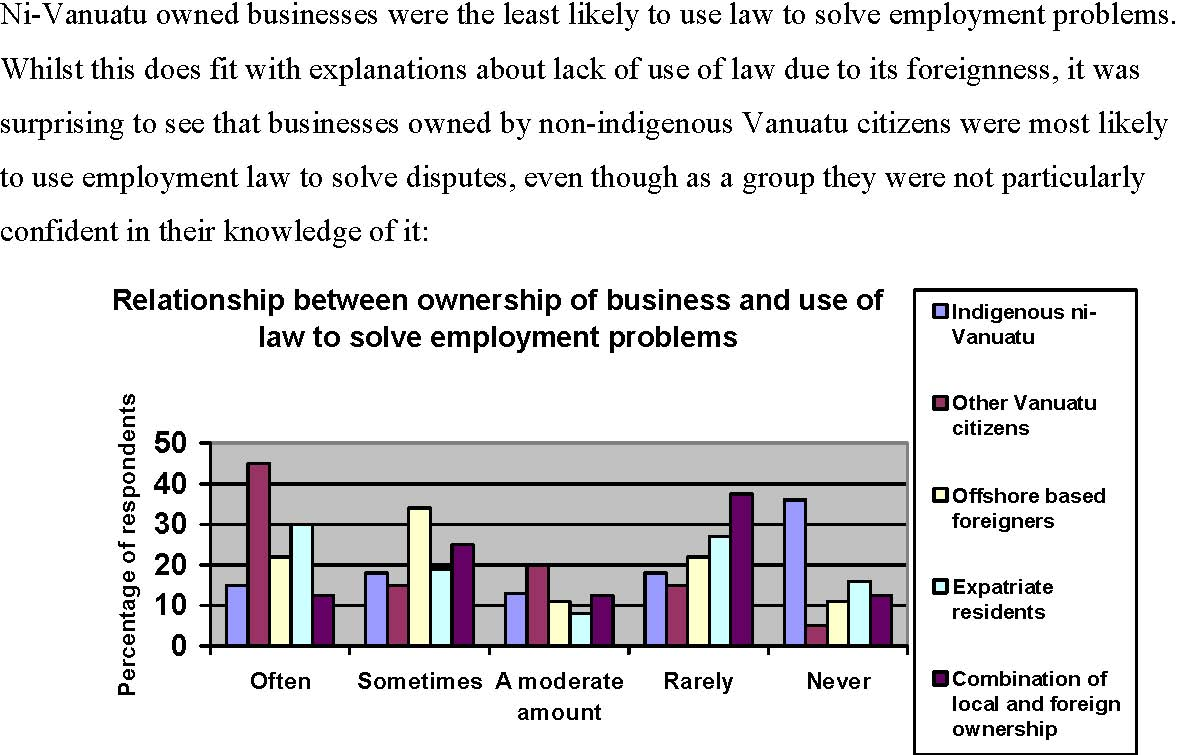 Ni-Vanuatu owned businesses were the least likely to use law to solve employment problems.
Whilst this does fit with explanations about lack of use of law due to its foreignness, it was
surprising to see that businesses owned by non-indigenous Vanuatu citizens were most likely
to use employment law to solve disputes, even though as a group they were not particularly
confident in their knowledge of it:
Relationship between ownership of business and use of
law to solve employment problems
Percentage of respondents
50
40
30
20
10
0
Often
Sometimes
A moderate
amount
Rarely
Never
Indigenous ni-
Vanuatu
Other Vanuatu
citizens
Offshore based
foreigners
Expatriate
residents
Combination of
local and foreign
ownership